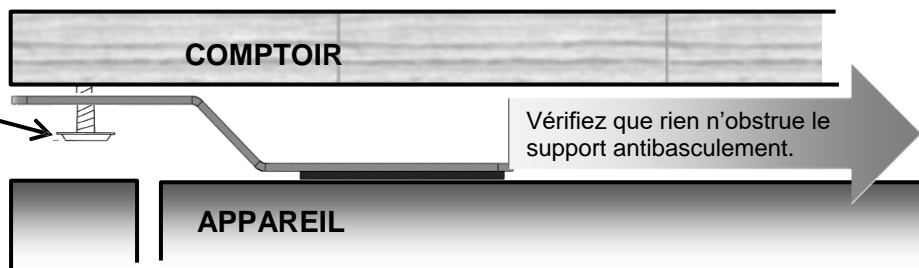 COMPTOIR
Vérifiez que rien n’obstrue le
support antibasculement.
APPAREIL